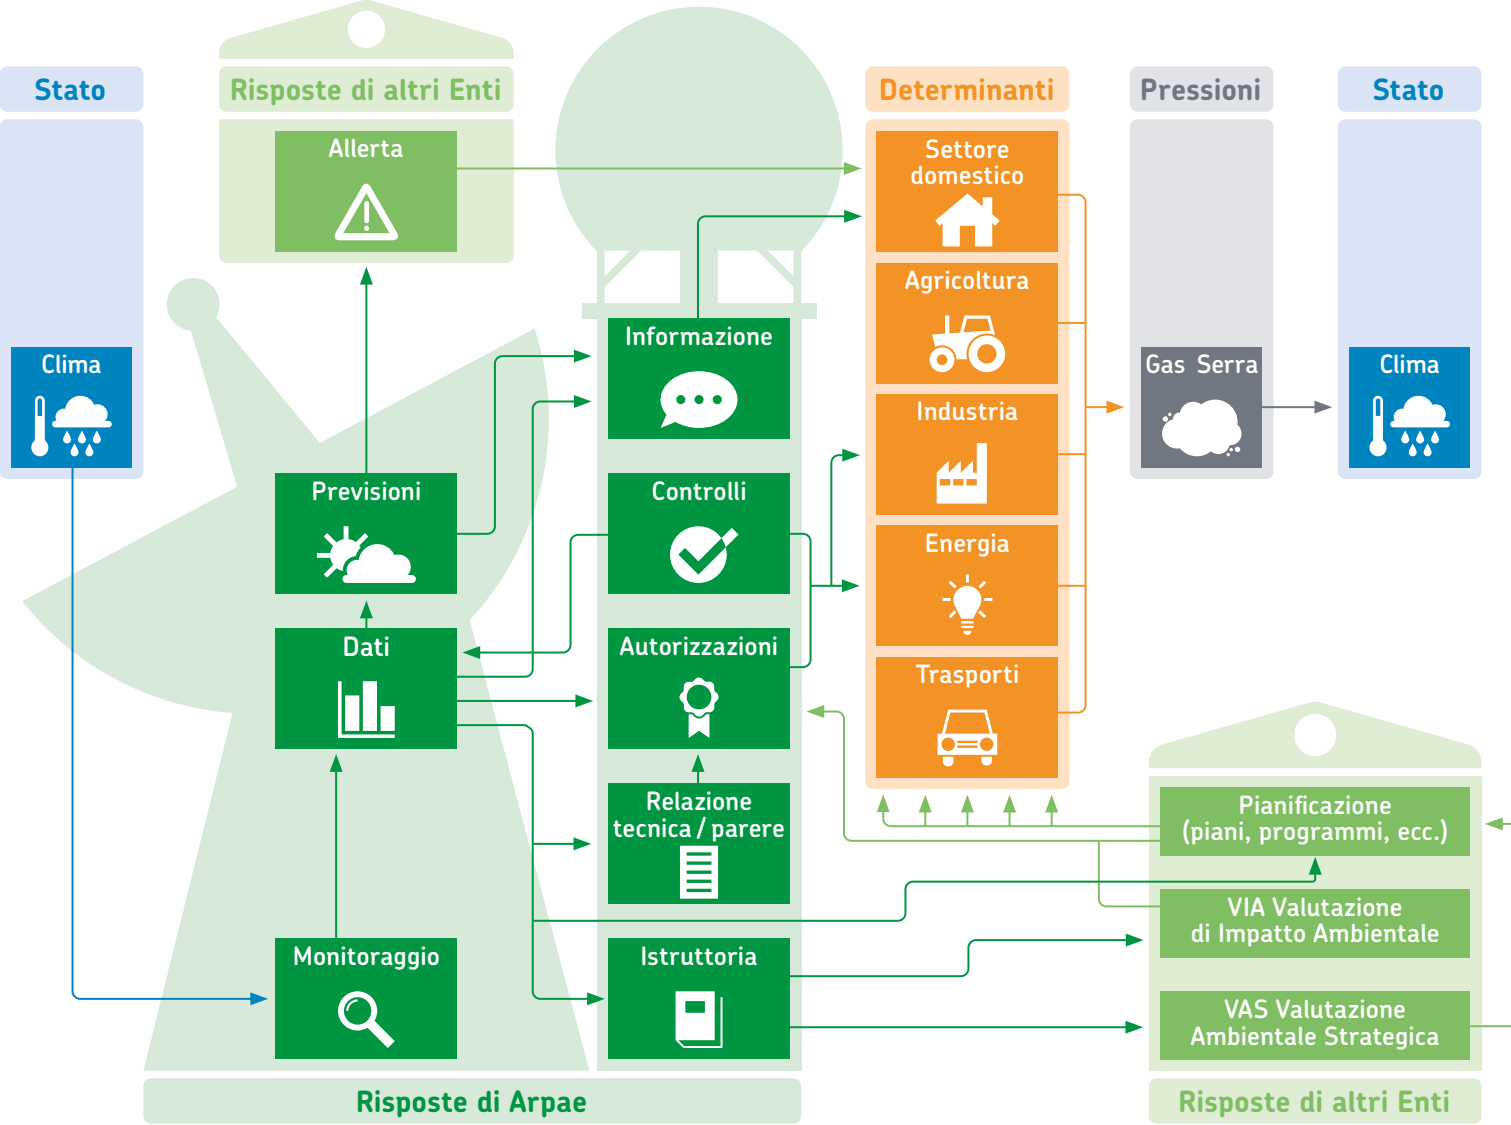 Stato
Risposte di altri Enti
Determinanti
Pressioni
Stato
Allerta
Settore
domestico
Agricoltura
Informazione
Clima
Gas Serra
Clima
Industria
Previsioni
Controlli
Energia
Dati
Autorizzazioni
Trasporti
Relazione
tecnica / parere
Pianificazione
(piani, programmi, ecc.)
VIA Valutazione
di Impatto Ambientale
Monitoraggio
Istruttoria
VAS Valutazione
Ambientale Strategica
Risposte di Arpae
Risposte di altri Enti